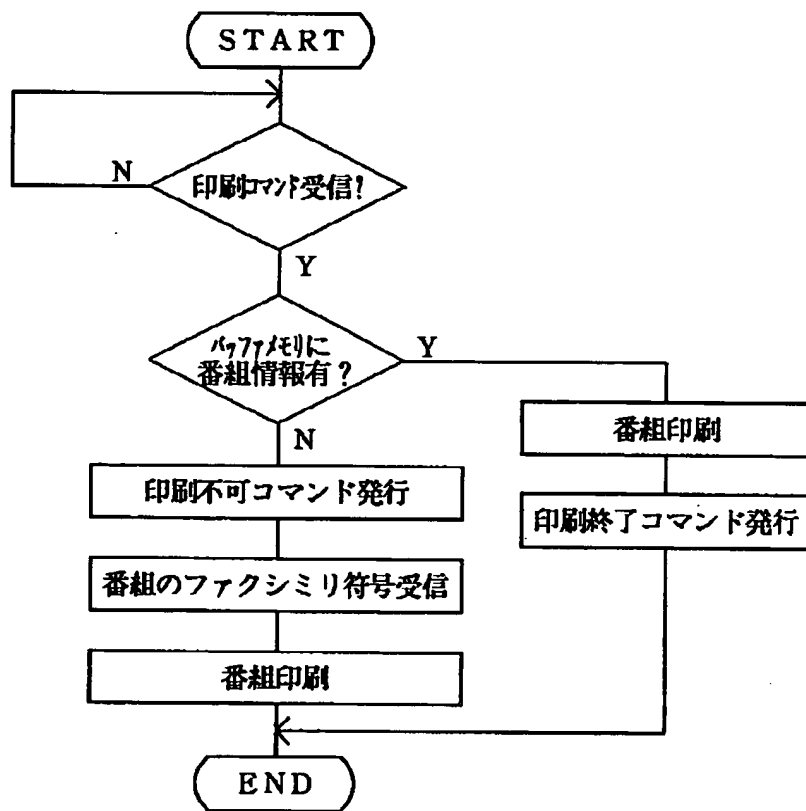 START
N
印刷コマンド受信?
Y
バッファメモリに
番組情報有?
Y
N
番組印刷
印刷不可コマンド発行
印刷終了コマンド発行
番組のファクシミリ符号受信
番組印刷
END